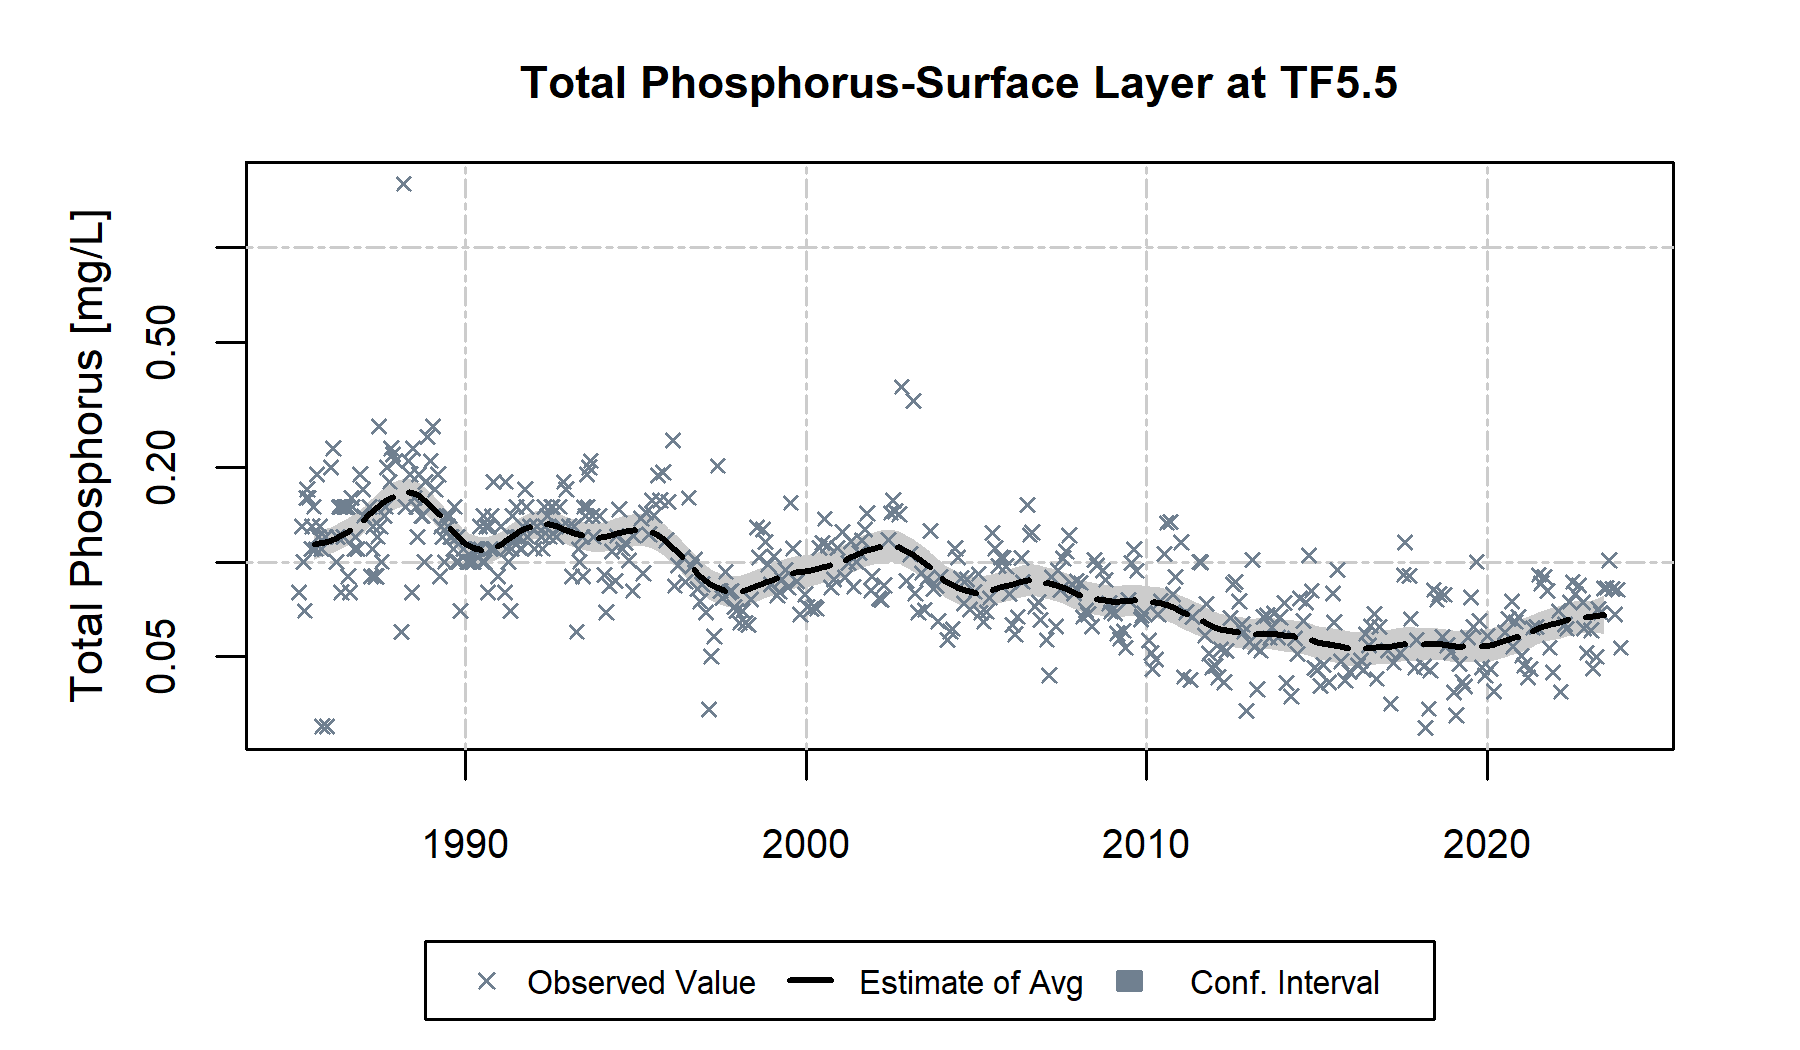 Total Phosphorus-Surface Layer at TF5.5
Total Phosphorus [mg/L]
0.50
0.20
0.05
1990 2000 2010 2020
Observed Value Estimate of Avg Conf. Interval